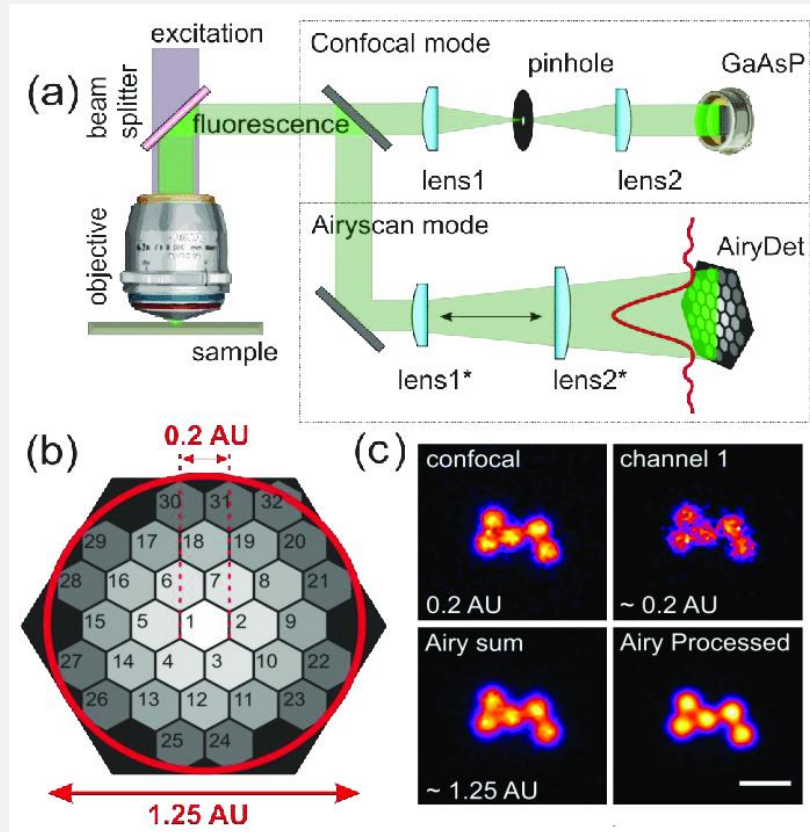 (a)
excitation
beam
splitter
fluorescence
objective
sample
Confocal mode
pinhole
GaAsP
lens1
lens2
Airyscan mode
AiryDet
lens1*
lens2*
(b)
0.2 AU
30 31 32
29 17 18 19 20
28 16 6 7 8 21
15 5 1 2 9
27 14 4 3 10 22
26 13 12 11 23
25 24
1.25 AU
(c)
confocal
0.2 AU
channel 1
~ 0.2 AU
Airy sum
~ 1.25 AU
Airy Processed